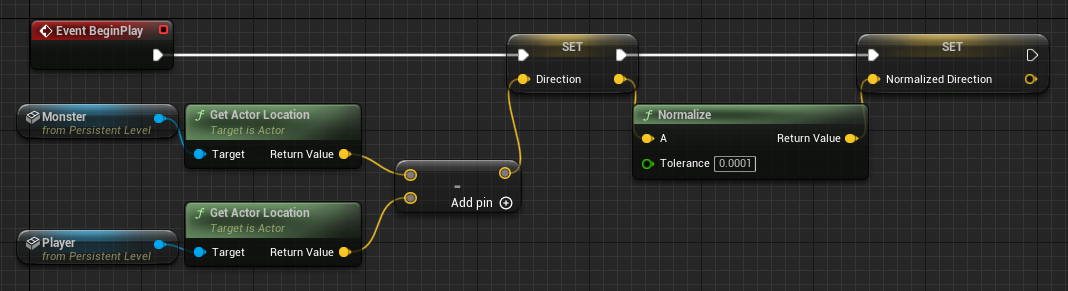 Event BeginPlay
SET
SET
Direction
Normalized Direction
Monster
from Persistent Level
Get Actor Location
Target is Actor
Target
Return Value
Normalize
A
Return Value
Tolerance
0.0001
-
Add pin
Player
from Persistent Level
Get Actor Location
Target is Actor
Target
Return Value